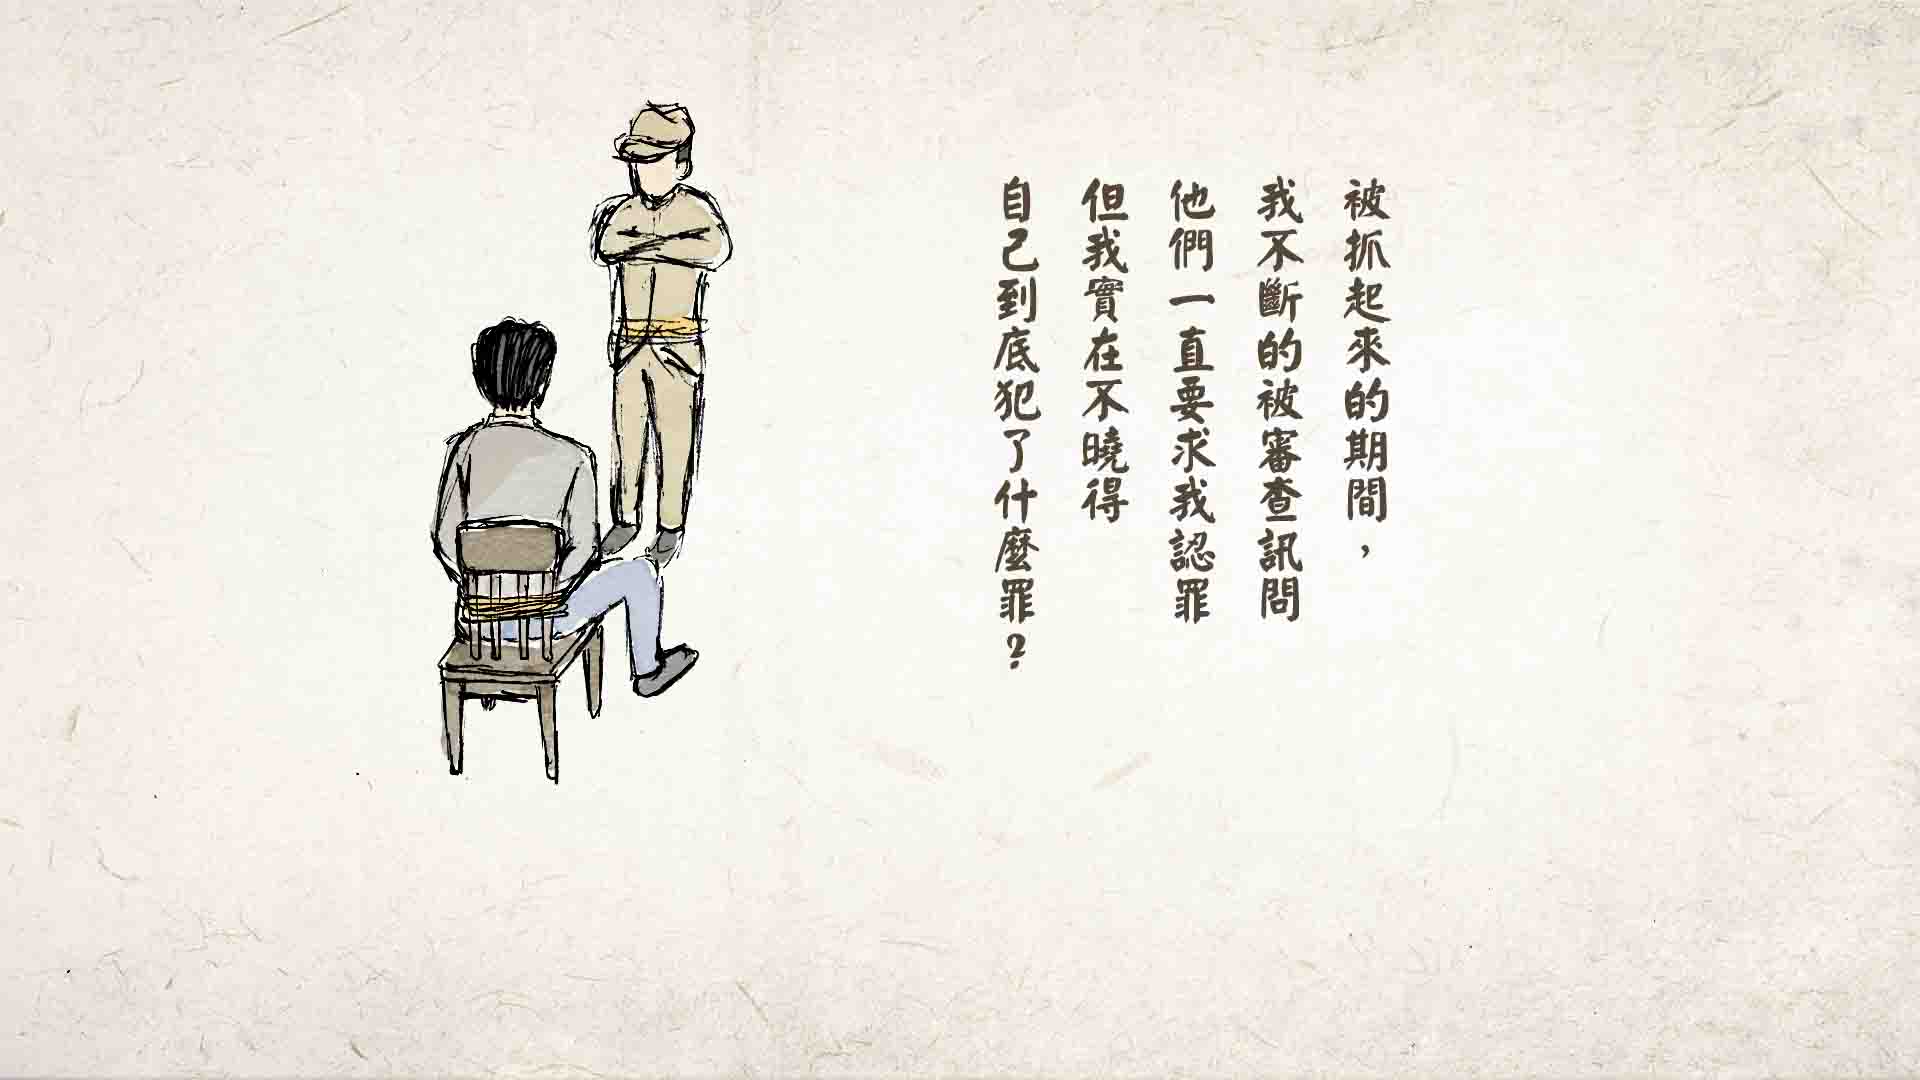 被抓起來的期間，
我不斷的被審查訊問
他們一直要求我認罪
但我實在不曉得
自己到底犯了什麼罪？